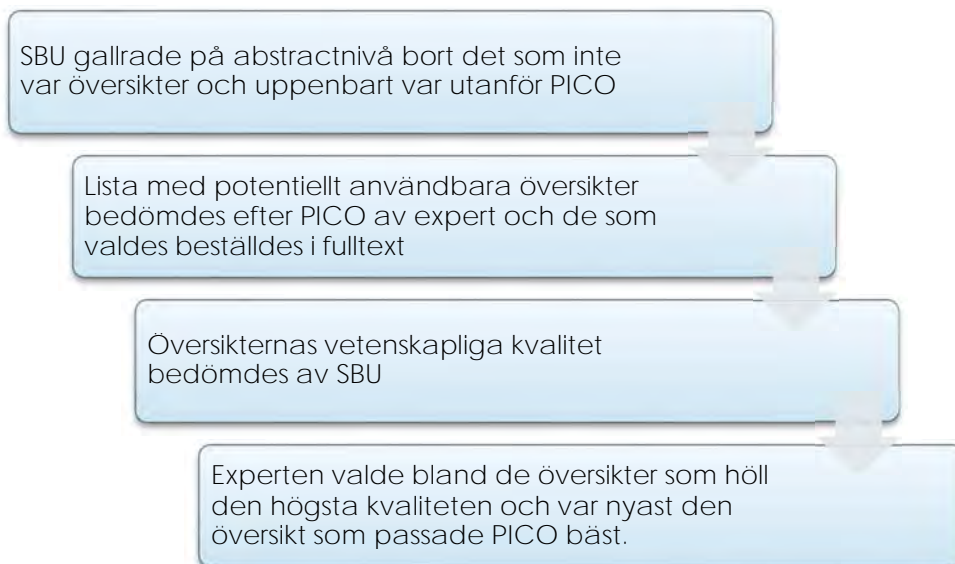 SBU gallrade på abstractnivå bort det som inte
var översikter och uppenbart var utanför PICO
Lista med potentiellt användbara översikter
bedömdes efter PICO av expert och de som
valdes beställdes i fulltext
Översikternas vetenskapliga kvalitet
bedömdes av SBU
Experten valde bland de översikter som höll
den högsta kvaliteten och var nyast den
översikt som passade PICO bäst.